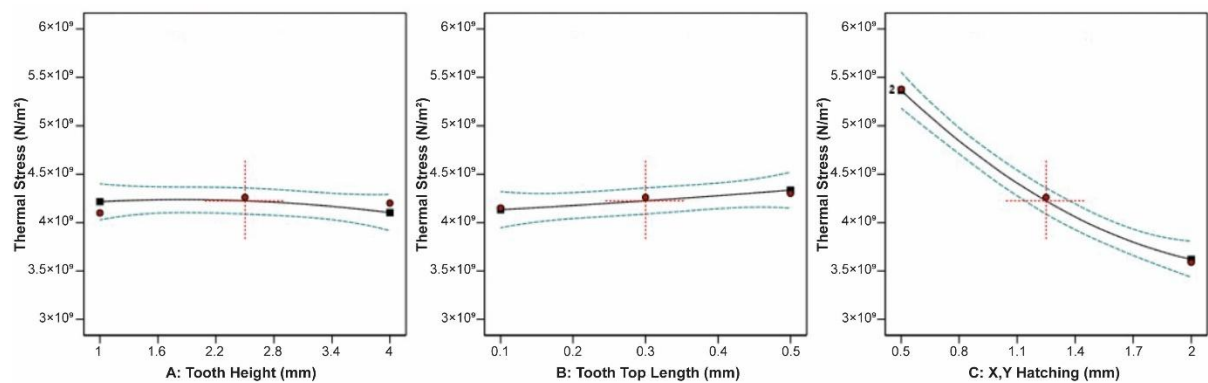 6×10⁹
5.5×10⁹
5×10⁹
4.5×10⁹
4×10⁹
3.5×10⁹
3×10⁹
Thermal Stress (N/m²)
1 1.6 2.2 2.8 3.4 4
A: Tooth Height (mm)
6×10⁹
5.5×10⁹
5×10⁹
4.5×10⁹
4×10⁹
3.5×10⁹
3×10⁹
Thermal Stress (N/m²)
0.1 0.2 0.3 0.4 0.5
B: Tooth Top Length (mm)
6×10⁹
5.5×10⁹
5×10⁹
4.5×10⁹
4×10⁹
3.5×10⁹
3×10⁹
Thermal Stress (N/m²)
2
0.5 0.8 1.1 1.4 1.7 2
C: X,Y Hatching (mm)